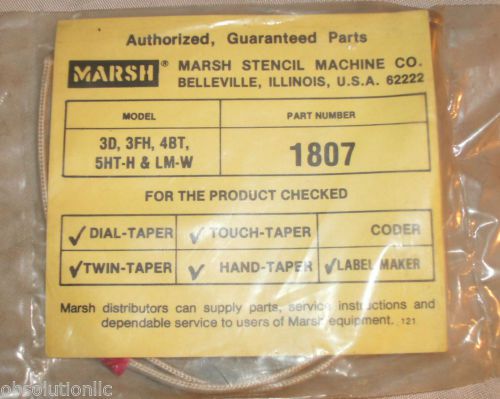 Authorized, Guaranteed Parts
MARSH® MARSH STENCIL MACHINE CO.
BELLEVILLE, ILLINOIS, U.S.A. 62222
MODEL PART NUMBER
3D, 3FH, 4BT, 1807
5HT-H & LM-W
FOR THE PRODUCT CHECKED
✓ DIAL-TAPER ✓ TOUCH-TAPER CODER
✓ TWIN-TAPER ✓ HAND-TAPER ✓ LABEL MAKER
Marsh distributors can supply parts, service instructions and
dependable service to users of Marsh equipment. 121
obsolutionllc